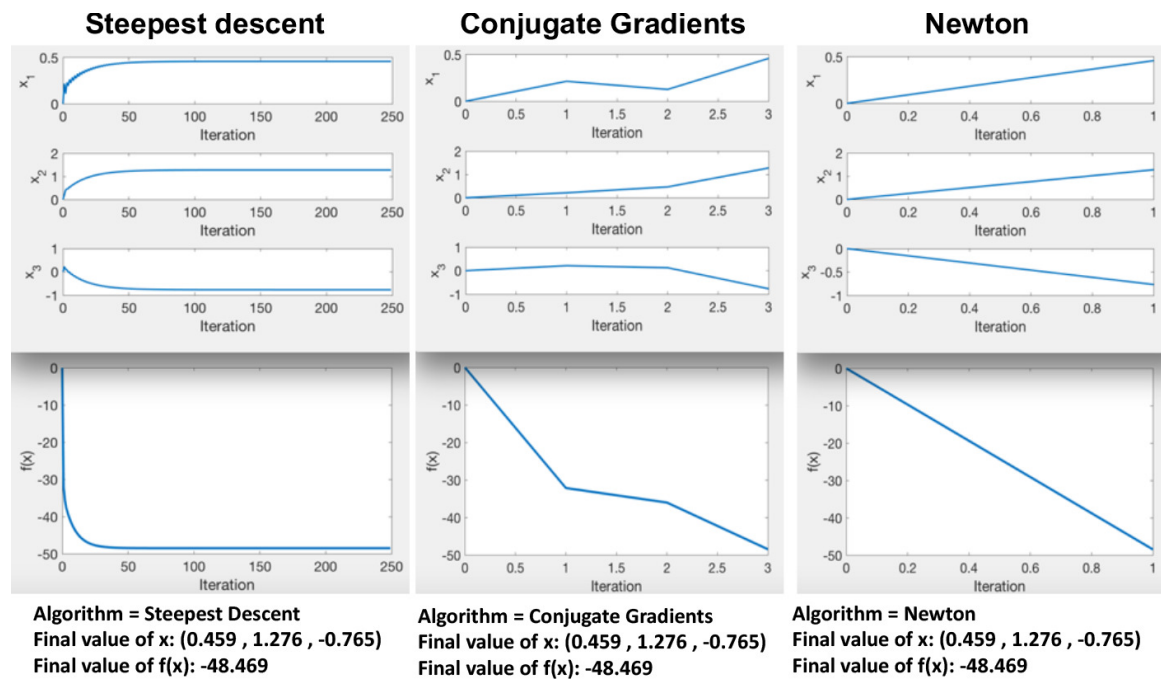 Steepest descent
Conjugate Gradients
Newton
0.5
0
x1
0 50 100 150 200 250
Iteration
2
1
0
x2
0 50 100 150 200 250
Iteration
1
0
-1
x3
0 50 100 150 200 250
Iteration
0
-10
-20
-30
-40
-50
f(x)
0 50 100 150 200 250
Iteration
Algorithm = Steepest Descent
Final value of x: (0.459 , 1.276 , -0.765)
Final value of f(x): -48.469
0.5
0
x1
0 0.5 1 1.5 2 2.5 3
Iteration
2
1
0
x2
0 0.5 1 1.5 2 2.5 3
Iteration
1
0
-1
x3
0 0.5 1 1.5 2 2.5 3
Iteration
0
-10
-20
-30
-40
-50
f(x)
0 0.5 1 1.5 2 2.5 3
Iteration
Algorithm = Conjugate Gradients
Final value of x: (0.459 , 1.276 , -0.765)
Final value of f(x): -48.469
0.5
0
x1
0 0.2 0.4 0.6 0.8 1
Iteration
2
1
0
x2
0 0.2 0.4 0.6 0.8 1
Iteration
0
-0.5
-1
x3
0 0.2 0.4 0.6 0.8 1
Iteration
0
-10
-20
-30
-40
-50
f(x)
0 0.2 0.4 0.6 0.8 1
Iteration
Algorithm = Newton
Final value of x: (0.459 , 1.276 , -0.765)
Final value of f(x): -48.469